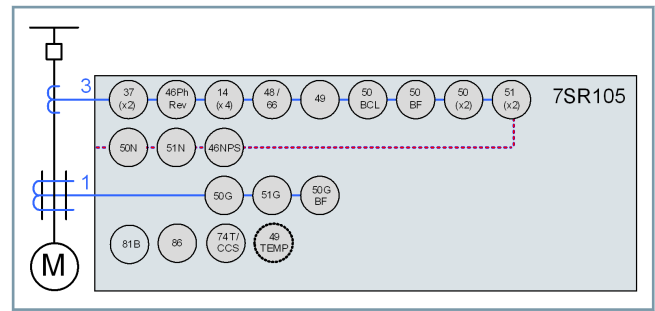 3 37 (x2) 46Ph Rev 14 (x4) 48/ 66 49 50 BCL 50 BF 50 (x2) 51 (x2) 7SR105
50N 51N 46NPS
1 50G 51G 50G BF
81B 86 74T/ CCS 49 TEMP
M